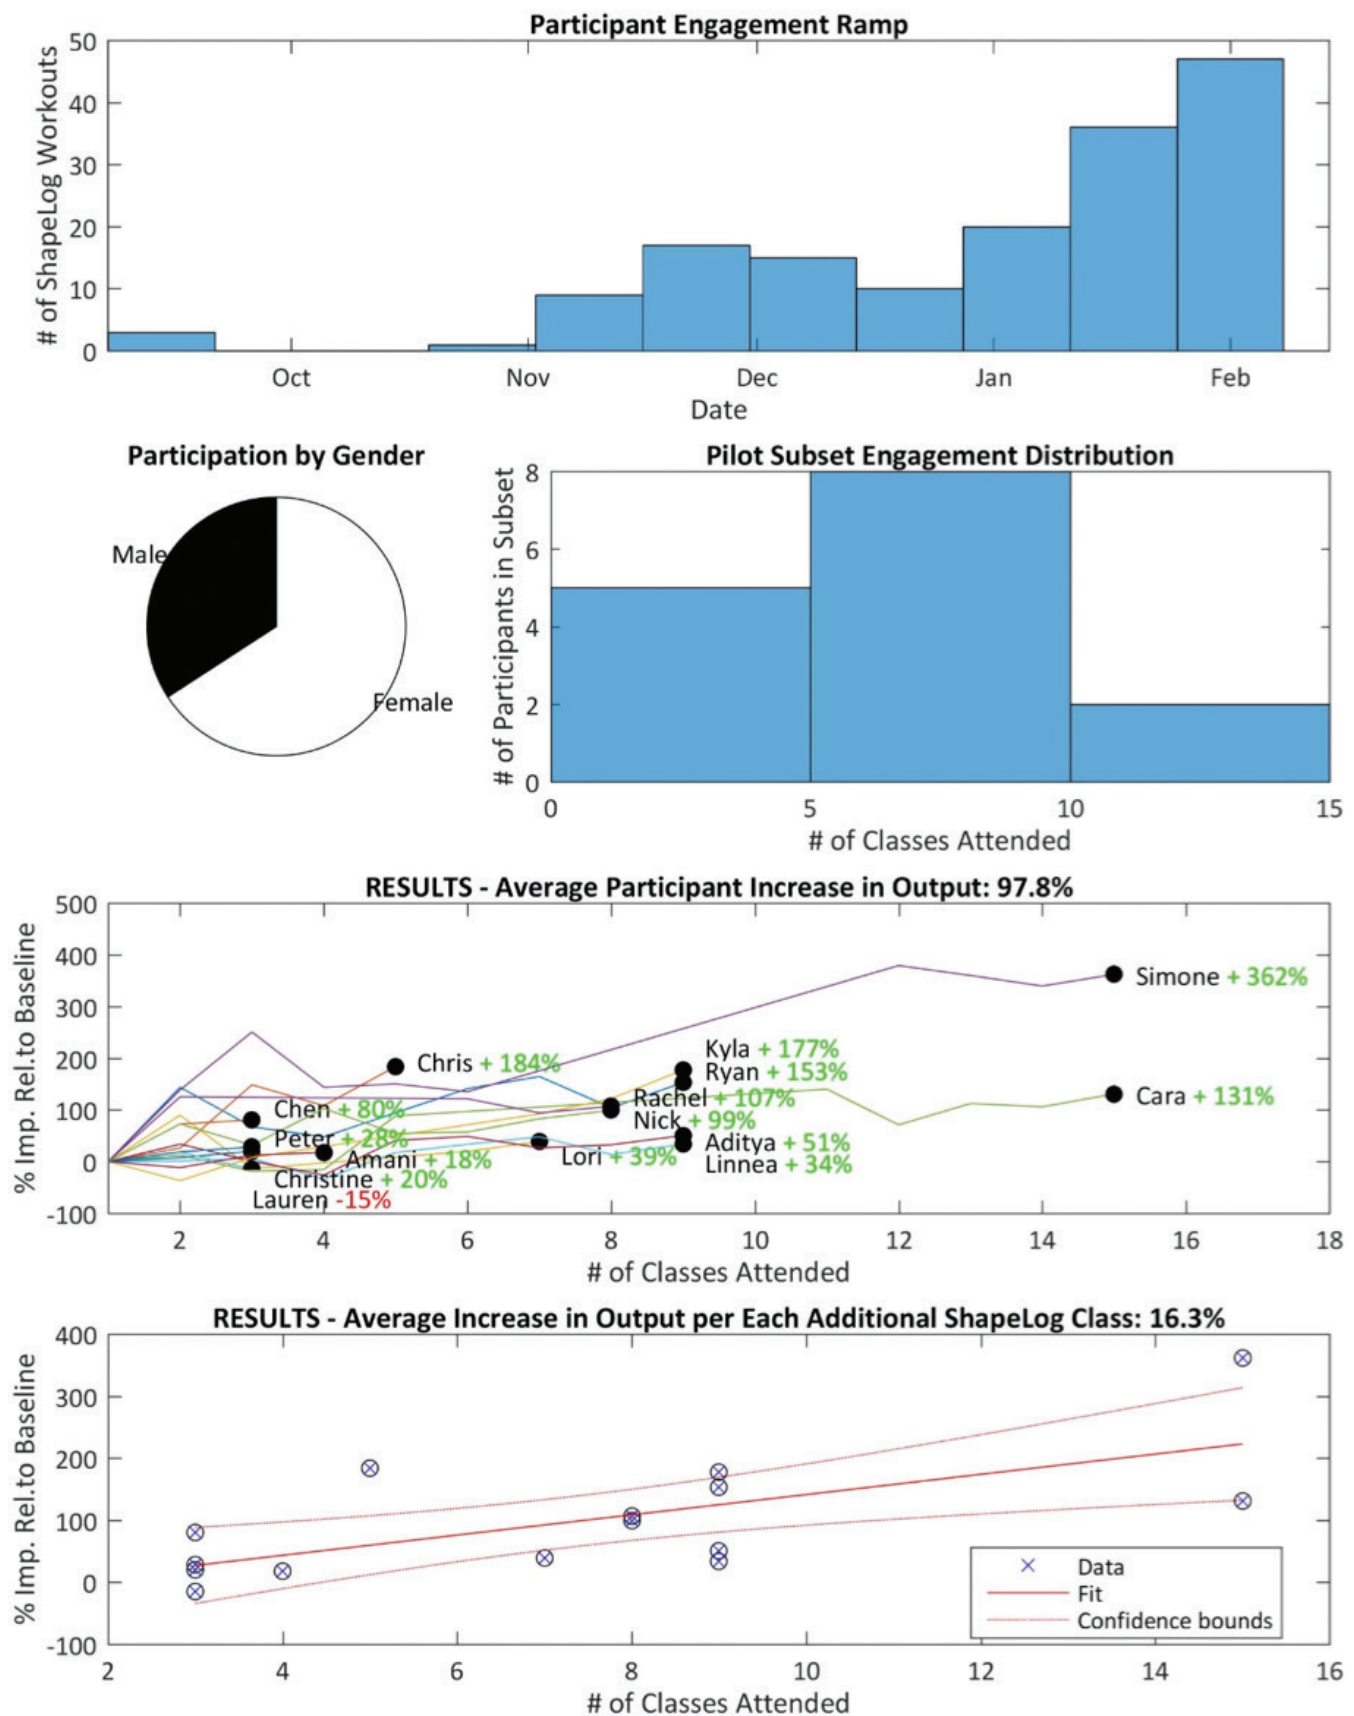 Participant Engagement Ramp
50
40
30
20
10
0
# of ShapeLog Workouts
Oct Nov Dec Jan Feb
Date
Participation by Gender
Male
Female
Pilot Subset Engagement Distribution
8
6
4
2
0
# of Participants in Subset
0 5 10 15
# of Classes Attended
RESULTS - Average Participant Increase in Output: 97.8%
500
400
300
200
100
0
-100
% Imp. Rel.to Baseline
Simone + 362%
Kyla + 177%
Chris + 184%
Ryan + 153%
Rachel + 107%
Cara + 131%
Chen + 80%
Nick + 99%
Peter + 28%
Aditya + 51%
Amani + 18%
Lori + 39%
Linnea + 34%
Christine + 20%
Lauren -15%
2 4 6 8 10 12 14 16 18
# of Classes Attended
RESULTS - Average Increase in Output per Each Additional ShapeLog Class: 16.3%
400
300
200
100
0
-100
% Imp. Rel.to Baseline
Data
Fit
Confidence bounds
2 4 6 8 10 12 14 16
# of Classes Attended